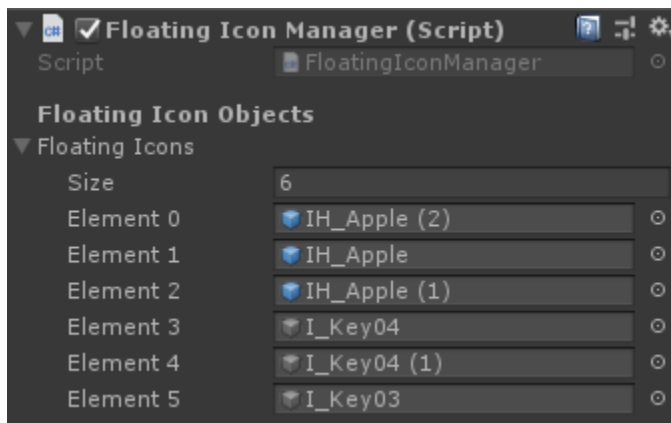 Floating Icon Manager (Script)
Script FloatingIconManager
Floating Icon Objects
Floating Icons
Size 6
Element 0 IH_Apple (2)
Element 1 IH_Apple
Element 2 IH_Apple (1)
Element 3 I_Key04
Element 4 I_Key04 (1)
Element 5 I_Key03